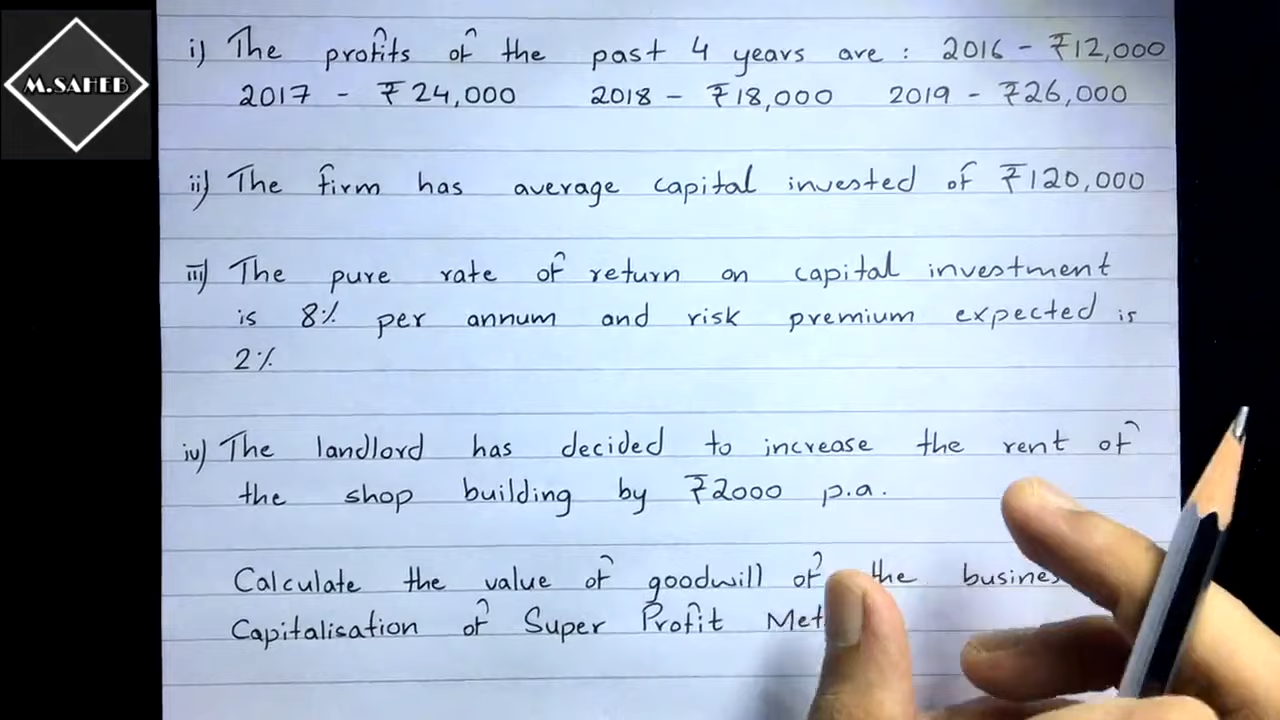 M.SAHEB
i) The profits of the past 4 years are : 2016 - ₹12,000
2017 - ₹24,000 2018 - ₹18,000 2019 - ₹26,000
ii) The firm has average capital invested of ₹120,000
iii) The pure rate of return on capital investment
is 8% per annum and risk premium expected is
2%
iv) The landlord has decided to increase the rent of
the shop building by ₹2000 p.a.
Calculate the value of goodwill of the
Capitalisation of Super Profit